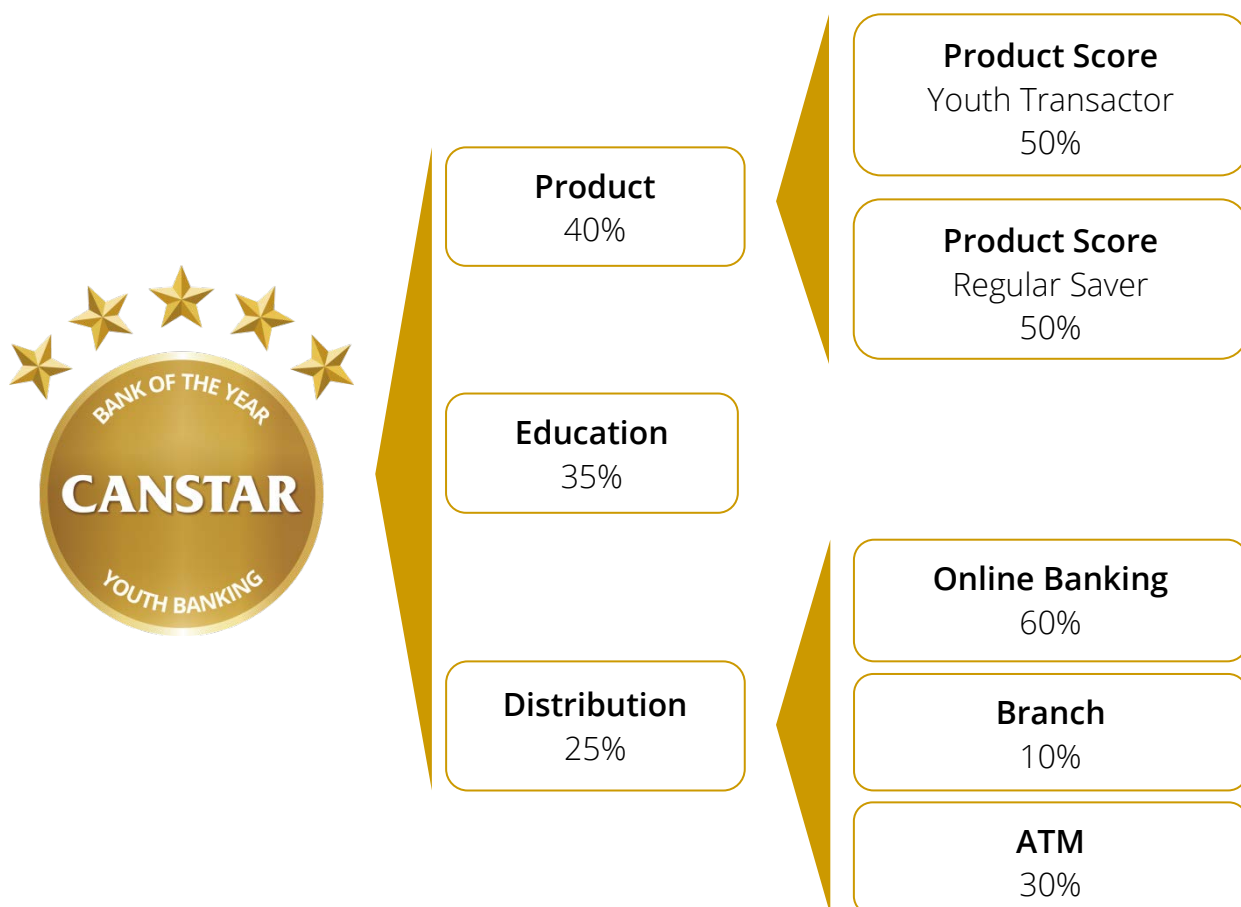 BANK OF THE YEAR
CANSTAR
YOUTH BANKING
Product
40%
Product Score
Youth Transactor
50%
Product Score
Regular Saver
50%
Education
35%
Distribution
25%
Online Banking
60%
Branch
10%
ATM
30%